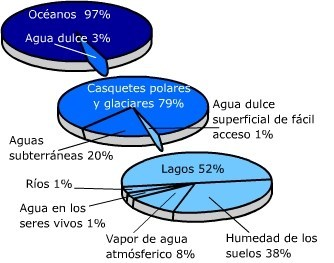 Océanos 97%
Agua dulce 3%
Casquetes polares
y glaciares 79%
Agua dulce
superficial de fácil
acceso 1%
Aguas
subterráneas 20%
Lagos 52%
Ríos 1%
Agua en los
seres vivos 1%
Vapor de agua
atmósferico 8%
Humedad de los
suelos 38%